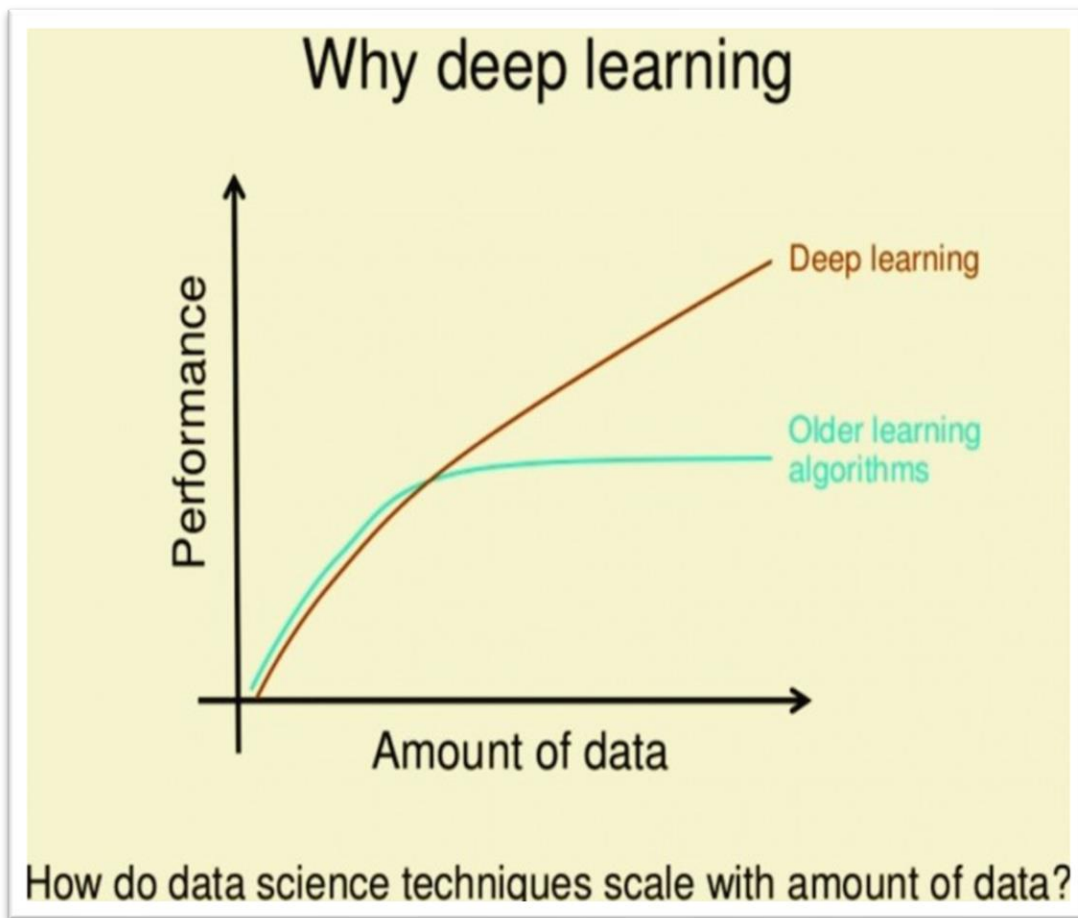 Why deep learning
Deep learning
Older learning
algorithms
Performance
Amount of data
How do data science techniques scale with amount of data?